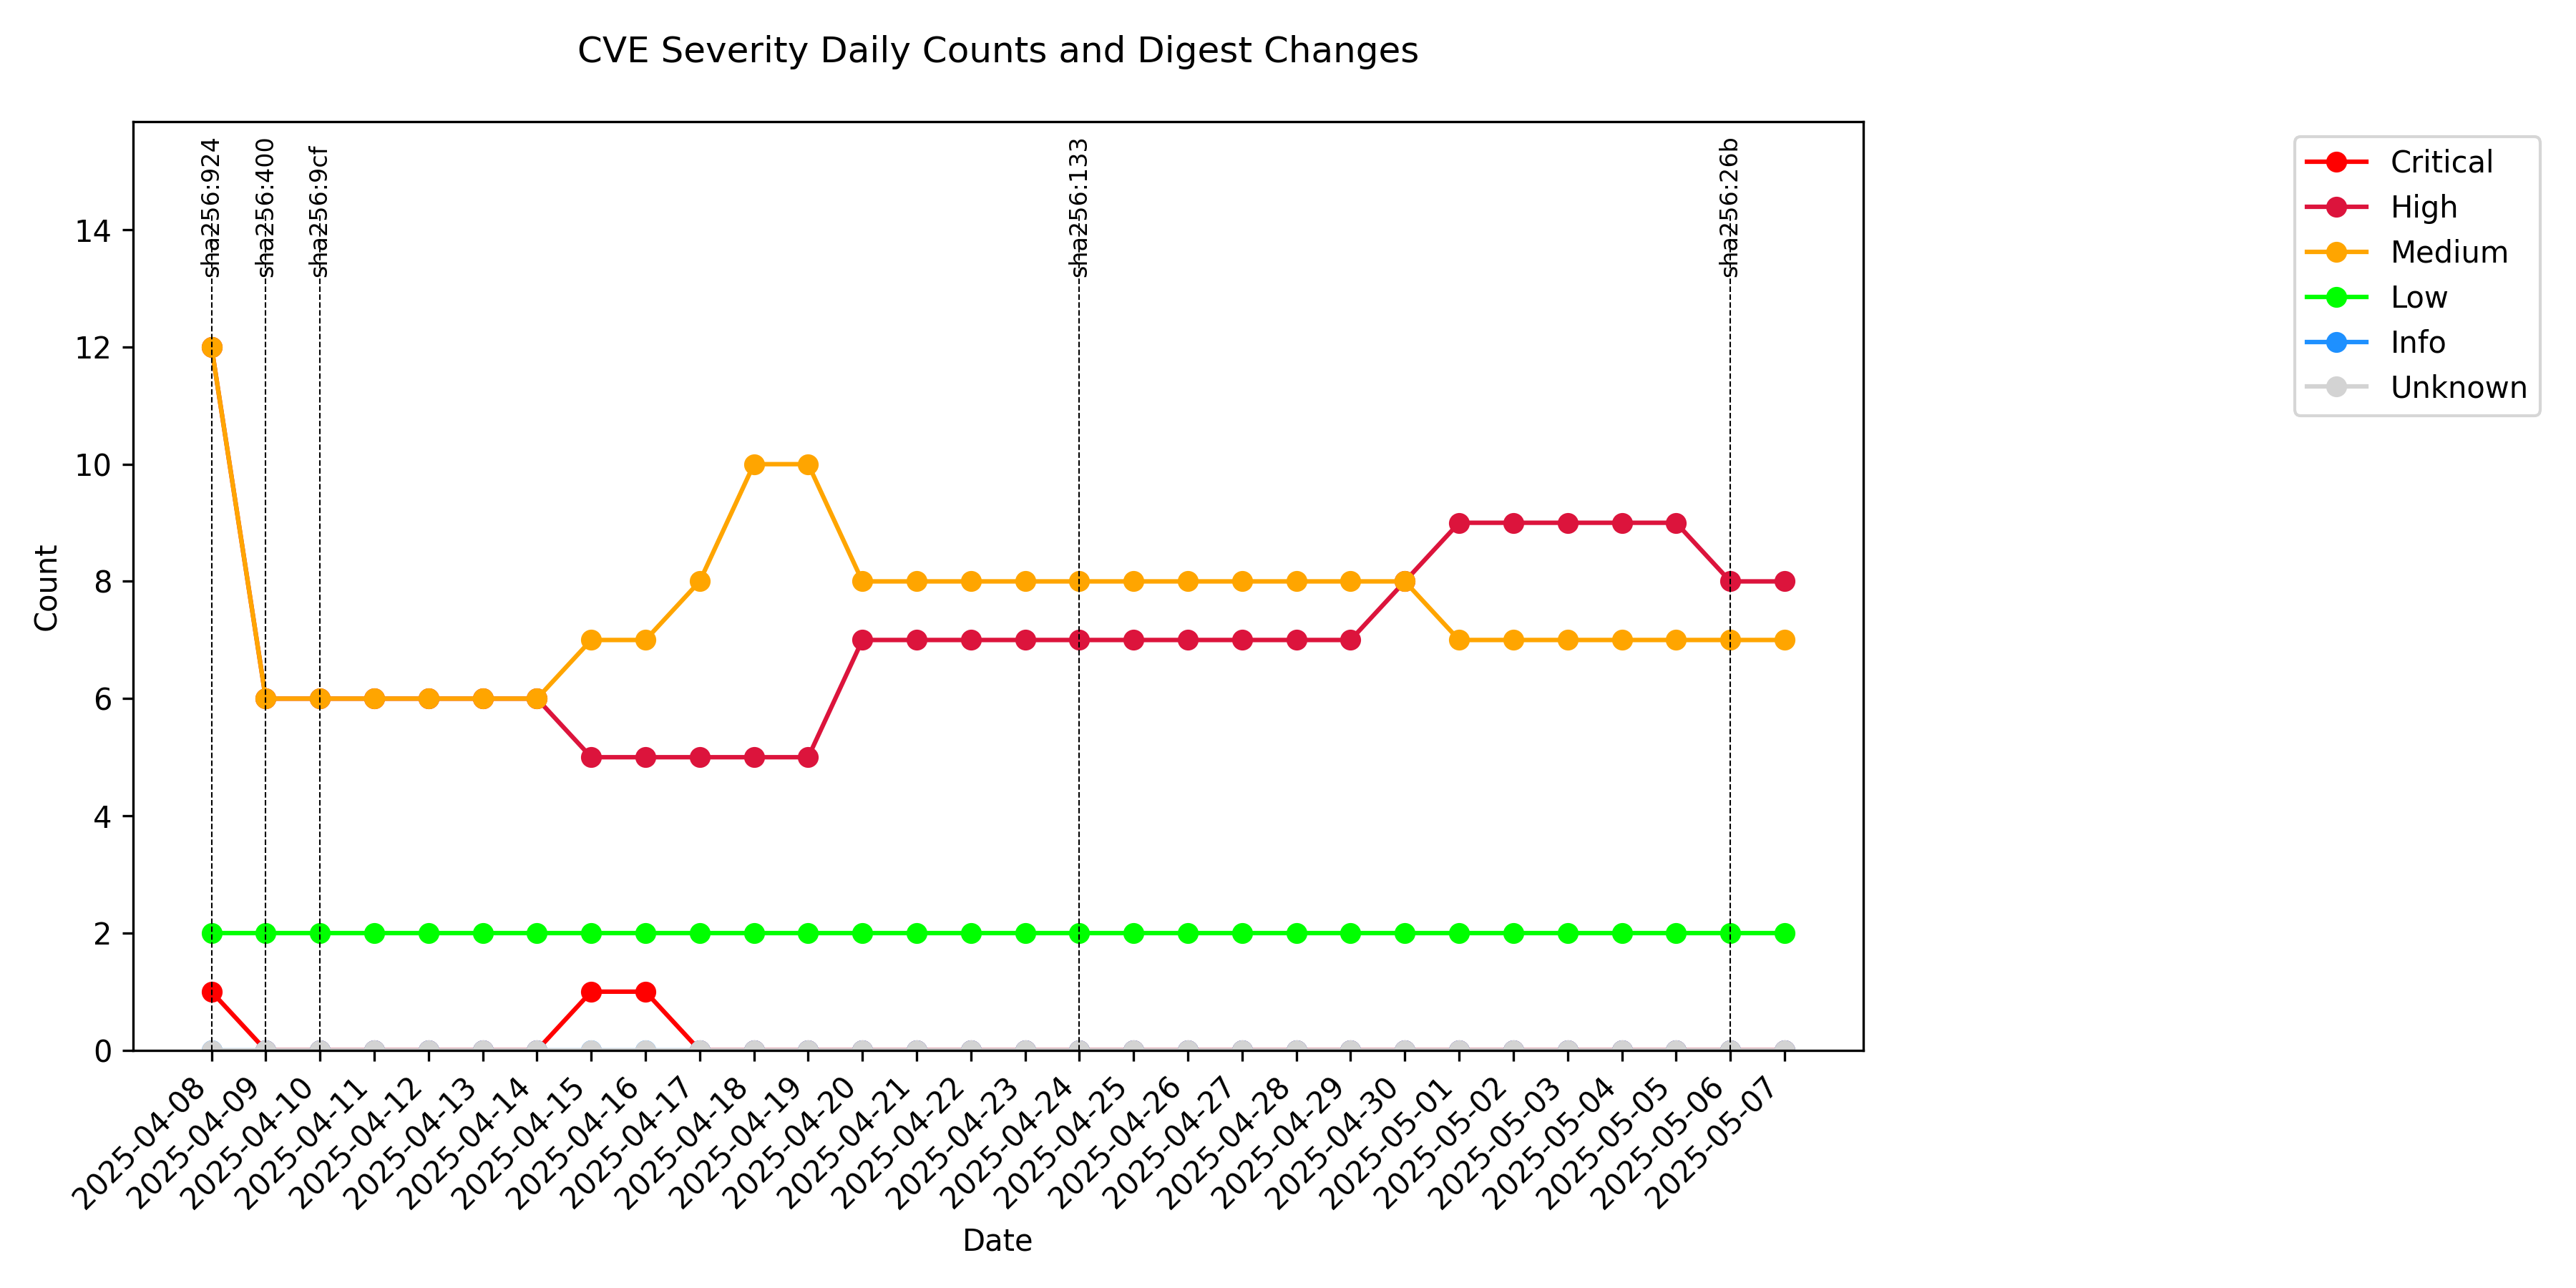 CVE Severity Daily Counts and Digest Changes
sha256:924
sha256:400
sha256:9cf
sha256:133
sha256:26b
Critical
High
Medium
Low
Info
Unknown
Count
14
12
10
8
6
4
2
0
2025-04-08
2025-04-09
2025-04-10
2025-04-11
2025-04-12
2025-04-13
2025-04-14
2025-04-15
2025-04-16
2025-04-17
2025-04-18
2025-04-19
2025-04-20
2025-04-21
2025-04-22
2025-04-23
2025-04-24
2025-04-25
2025-04-26
2025-04-27
2025-04-28
2025-04-29
2025-04-30
2025-05-01
2025-05-02
2025-05-03
2025-05-04
2025-05-05
2025-05-06
2025-05-07
Date